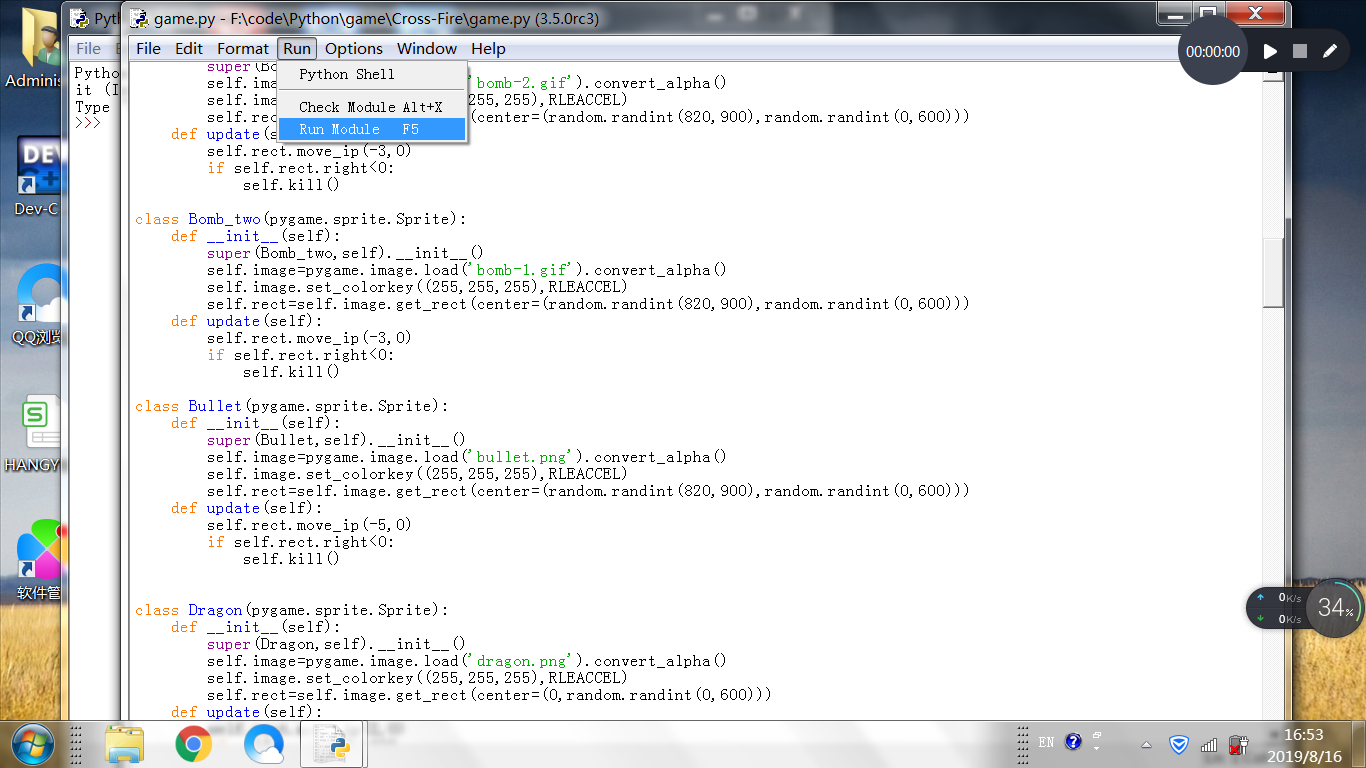 Pyth
game.py - F:\code\Python\game\Cross-Fire\game.py (3.5.0rc3)
File
File Edit Format Run Options Window Help
00:00:00
Python Shell
Check Module Alt+X
Run Module F5
Pytho
it (I
Type
>>>
super(Bo
self.ima 'bomb-2.gif').convert_alpha()
self.ima 255,255),RLEACCEL)
self.rec (center=(random.randint(820,900),random.randint(0,600)))
def update(s
self.rect.move_ip(-3,0)
if self.rect.right<0:
self.kill()
class Bomb_two(pygame.sprite.Sprite):
def __init__(self):
super(Bomb_two,self).__init__()
self.image=pygame.image.load('bomb-1.gif').convert_alpha()
self.image.set_colorkey((255,255,255),RLEACCEL)
self.rect=self.image.get_rect(center=(random.randint(820,900),random.randint(0,600)))
def update(self):
self.rect.move_ip(-3,0)
if self.rect.right<0:
self.kill()
class Bullet(pygame.sprite.Sprite):
def __init__(self):
super(Bullet,self).__init__()
self.image=pygame.image.load('bullet.png').convert_alpha()
self.image.set_colorkey((255,255,255),RLEACCEL)
self.rect=self.image.get_rect(center=(random.randint(820,900),random.randint(0,600)))
def update(self):
self.rect.move_ip(-5,0)
if self.rect.right<0:
self.kill()
class Dragon(pygame.sprite.Sprite):
def __init__(self):
super(Dragon,self).__init__()
self.image=pygame.image.load('dragon.png').convert_alpha()
self.image.set_colorkey((255,255,255),RLEACCEL)
self.rect=self.image.get_rect(center=(0,random.randint(0,600)))
def update(self):
Adminis
DEV
C+
Dev-C
QQ浏览
S
HANGY
软件管
0K/s
0K/s
34%
EN
16:53
2019/8/16